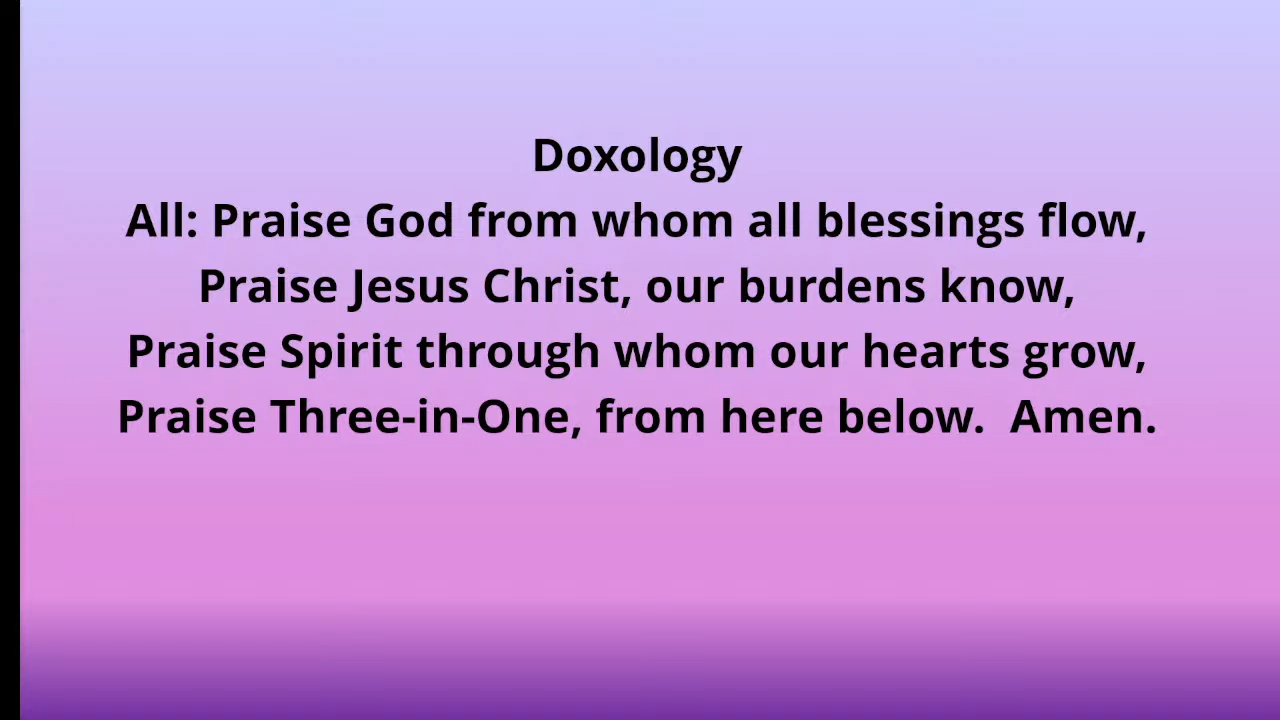 Doxology
All: Praise God from whom all blessings flow,
Praise Jesus Christ, our burdens know,
Praise Spirit through whom our hearts grow,
Praise Three-in-One, from here below.  Amen.